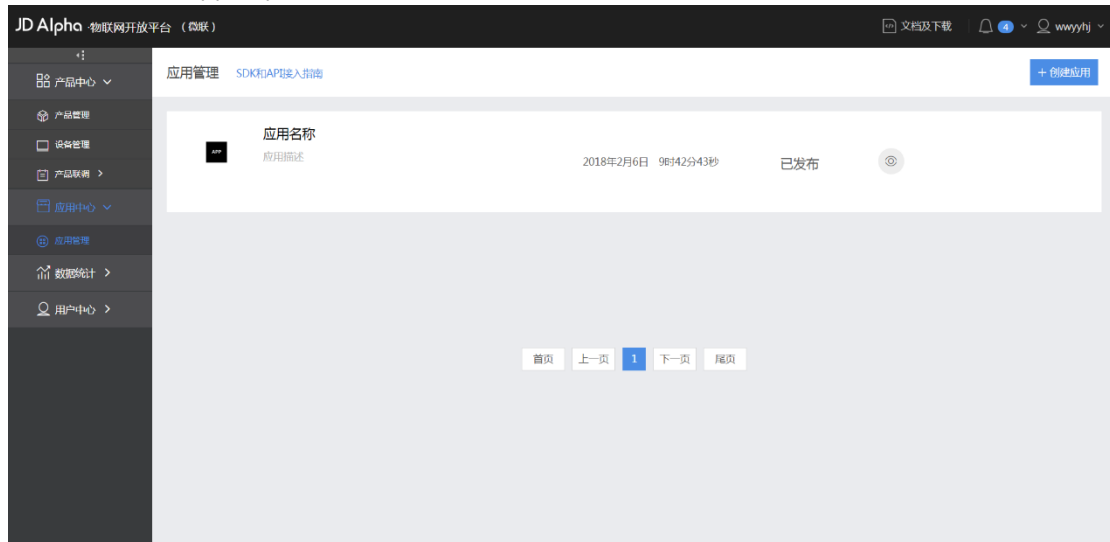 JD Alpha 物联网开放平台 (微联) 文档及下载 4 wwyyhj
产品中心
产品管理
设备管理
产品联调
应用中心
应用管理
数据统计
用户中心
应用管理 SDK和API接入指南 + 创建应用
APP 应用名称
应用描述 2018年2月6日 9时42分43秒 已发布
首页 上一页 1 下一页 尾页